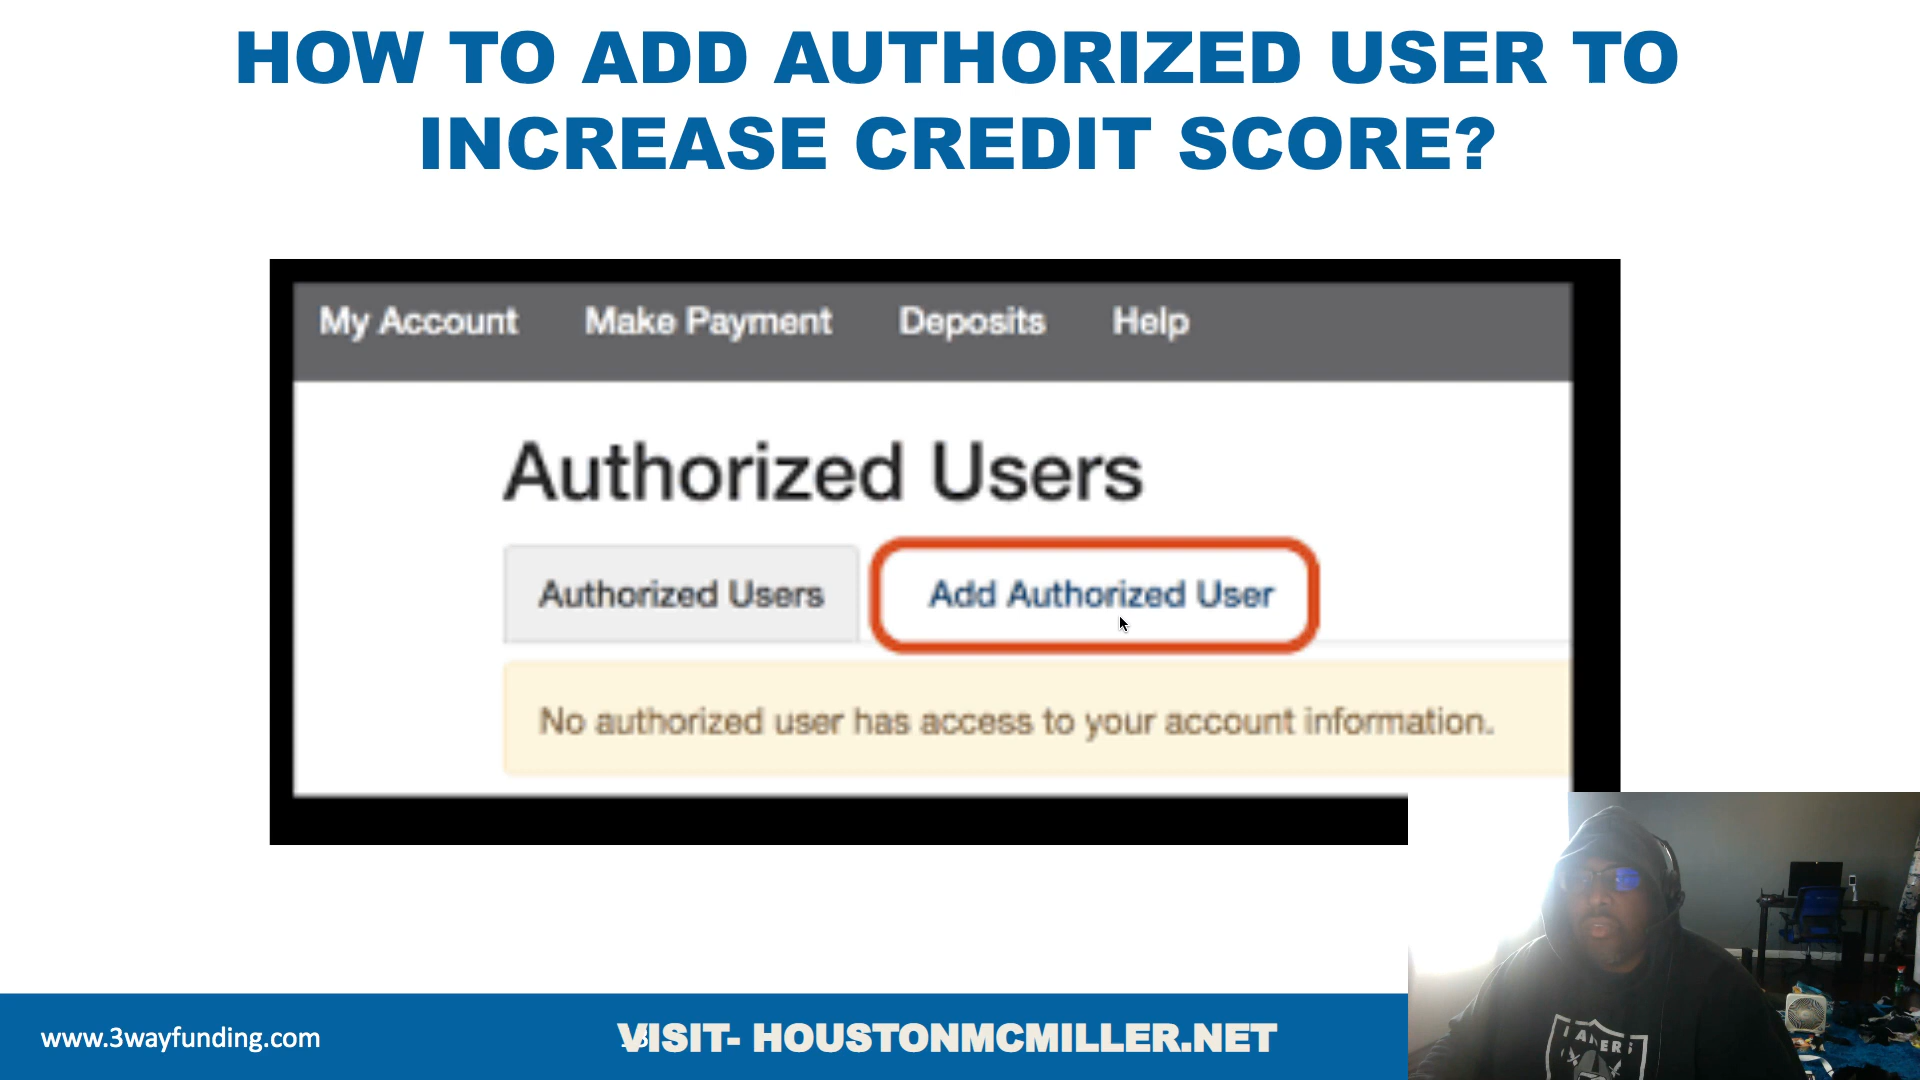 HOW TO ADD AUTHORIZED USER TO
INCREASE CREDIT SCORE?
My Account Make Payment Deposits Help
Authorized Users
Authorized Users Add Authorized User
No authorized user has access to your account information.
www.3wayfunding.com
VISIT- HOUSTONMCMILLER.NET